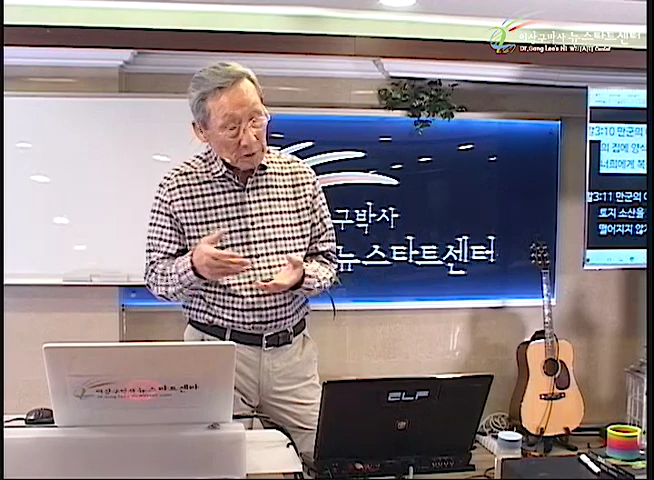 이상구박사 뉴스타트센터
Dr. Sang Lee's NEWSTART Center
말3:10 만군의
의 집에 양식
너희에게 복
말3:11 만군의
토지 소산을
떨어지지 않
구박사
뉴스타트센터
이상구박사 뉴스타트센터
ELF